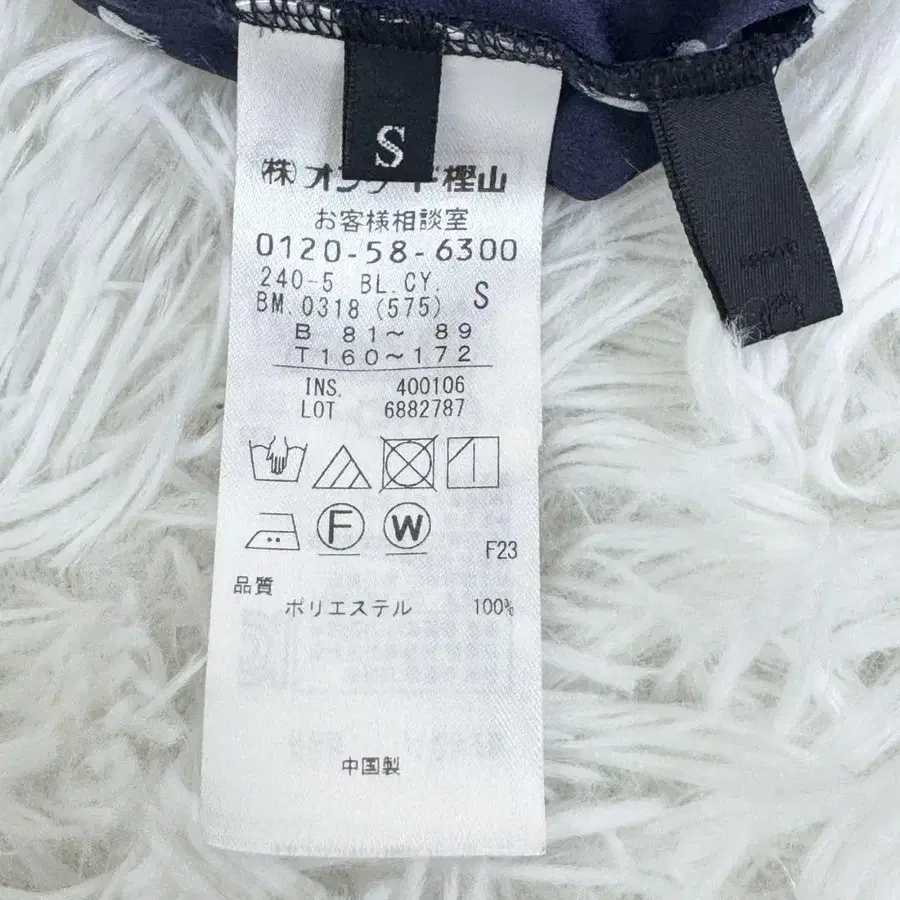 S
(株)オンワード樫山
お客様相談室
0120-58-6300
240-5 BL.CY. S
BM.0318 (575)
B 81～ 89
T160～172
INS. 400106
LOT 6882787
F
W
F23
品質
ポリエステル 100%
中国製